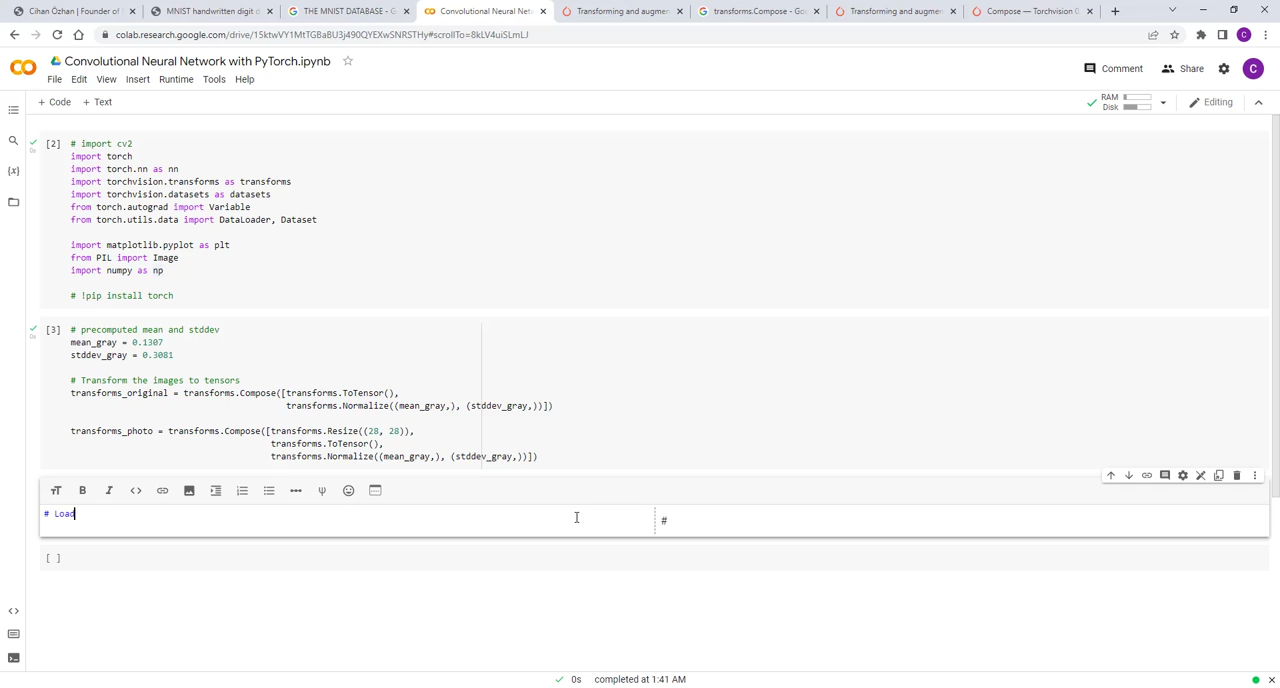 Cihan Özhan | Founder of
MNIST handwritten digit d
THE MNIST DATABASE - G
Convolutional Neural Netw
Transforming and augmen
transforms.Compose - Goo
Transforming and augmen
Compose — Torchvision 0
colab.research.google.com/drive/15ktwVY1MtTGBaBU3j490QYEXwSNRSTHy#scrollTo=8kLV4uiSLmLJ
Convolutional Neural Network with PyTorch.ipynb
Comment
Share
C
File Edit View Insert Runtime Tools Help
+ Code + Text
RAM
Disk
Editing
[2] # import cv2
import torch
import torch.nn as nn
import torchvision.transforms as transforms
import torchvision.datasets as datasets
from torch.autograd import Variable
from torch.utils.data import DataLoader, Dataset
import matplotlib.pyplot as plt
from PIL import Image
import numpy as np
# !pip install torch
[3] # precomputed mean and stddev
mean_gray = 0.1307
stddev_gray = 0.3081
# Transform the images to tensors
transforms_original = transforms.Compose([transforms.ToTensor(),
transforms.Normalize((mean_gray,), (stddev_gray,))])
transforms_photo = transforms.Compose([transforms.Resize((28, 28)),
transforms.ToTensor(),
transforms.Normalize((mean_gray,), (stddev_gray,))])
# Load
#
[ ]
0s completed at 1:41 AM